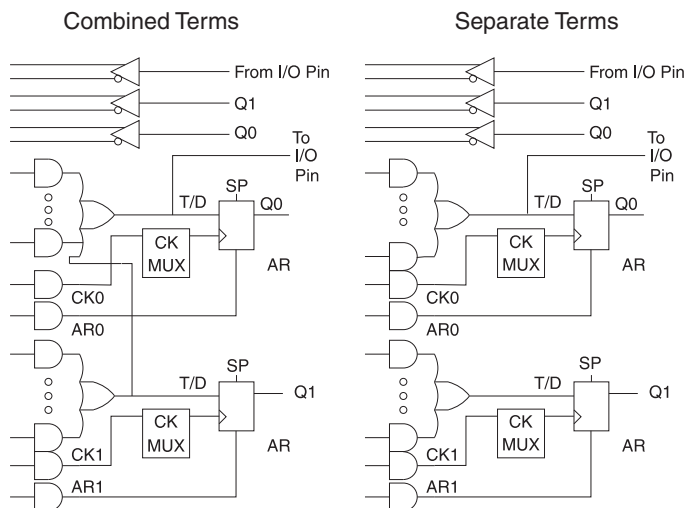 Combined Terms
From I/O Pin
Q1
Q0
To
I/O
Pin
SP
T/D
Q0
CK
MUX
AR
CK0
AR0
SP
T/D
Q1
CK
MUX
AR
CK1
AR1
Separate Terms
From I/O Pin
Q1
Q0
To
I/O
Pin
SP
T/D
Q0
CK
MUX
AR
CK0
AR0
SP
T/D
Q1
CK
MUX
AR
CK1
AR1